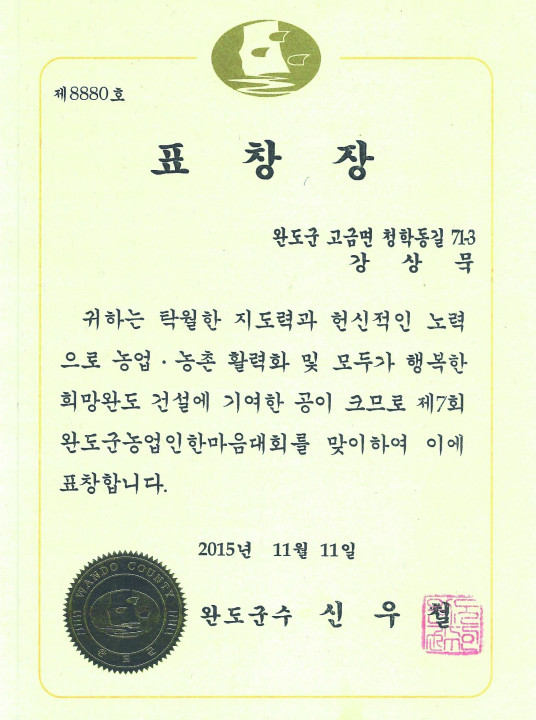 제8880호
표 창 장
완도군 고금면 청학동길 71-3
강 상 묵
귀하는 탁월한 지도력과 헌신적인 노력
으로 농업·농촌 활력화 및 모두가 행복한
희망완도 건설에 기여한 공이 크므로 제7회
완도군농업인한마음대회를 맞이하여 이에
표창합니다.
2015년 11월 11일
WANDO COUNTY
완도군
완도군수 신 우 철